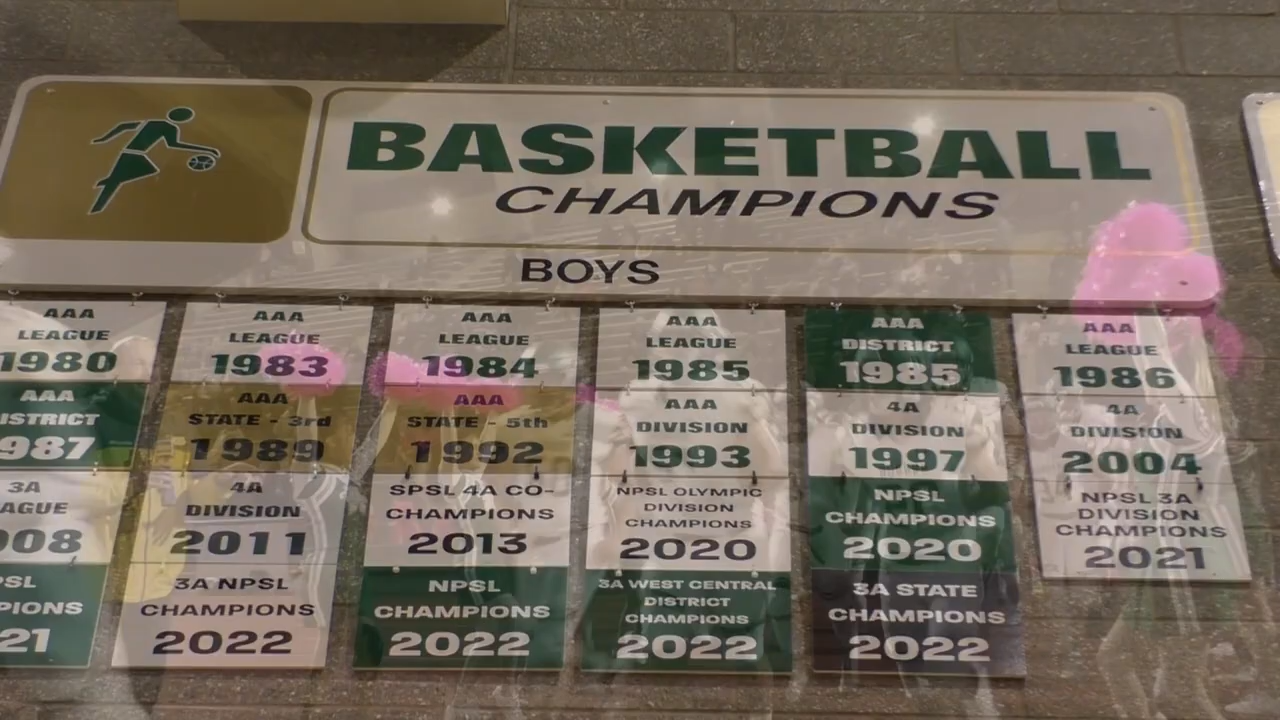 BASKETBALL
CHAMPIONS
BOYS
AAA
LEAGUE
1980
AAA
LEAGUE
1983
AAA
LEAGUE
1984
AAA
LEAGUE
1985
AAA
DISTRICT
1985
AAA
LEAGUE
1986
AAA
ISTRICT
987
AAA
STATE - 3rd
1989
AAA
STATE - 5th
1992
AAA
DIVISION
1993
4A
DIVISION
1997
4A
DIVISION
2004
3A
AGUE
08
4A
DIVISION
2011
SPSL 4A CO-
CHAMPIONS
2013
NPSL OLYMPIC
DIVISION
CHAMPIONS
2020
NPSL
CHAMPIONS
2020
NPSL 3A
DIVISION
CHAMPIONS
2021
PSL
PIONS
21
3A NPSL
CHAMPIONS
2022
NPSL
CHAMPIONS
2022
3A WEST CENTRAL
DISTRICT
CHAMPIONS
2022
3A STATE
CHAMPIONS
2022